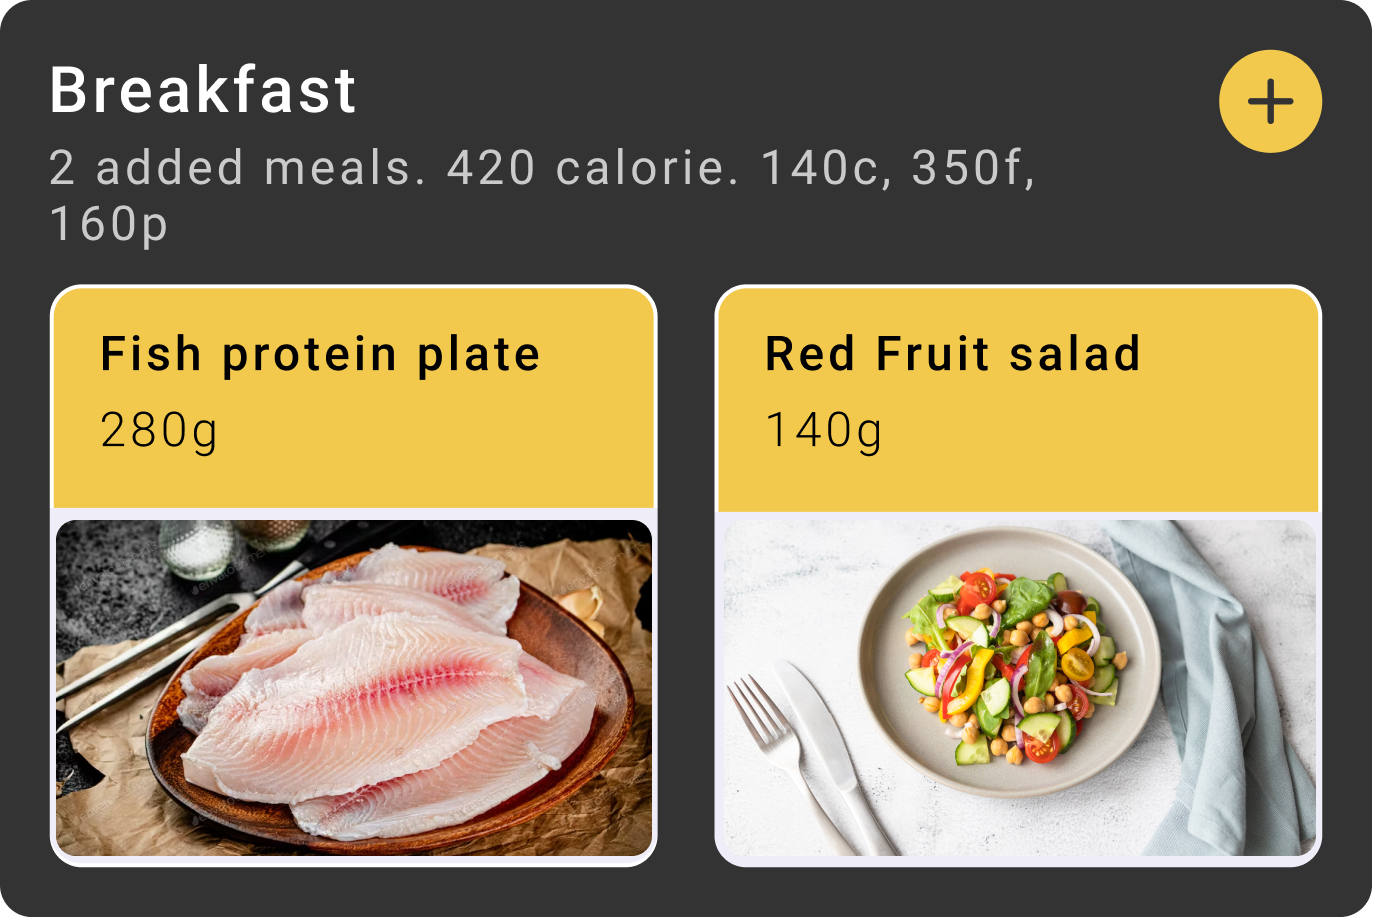 Breakfast
2 added meals. 420 calorie. 140c, 350f,
160p
Fish protein plate
280g
Red Fruit salad
140g